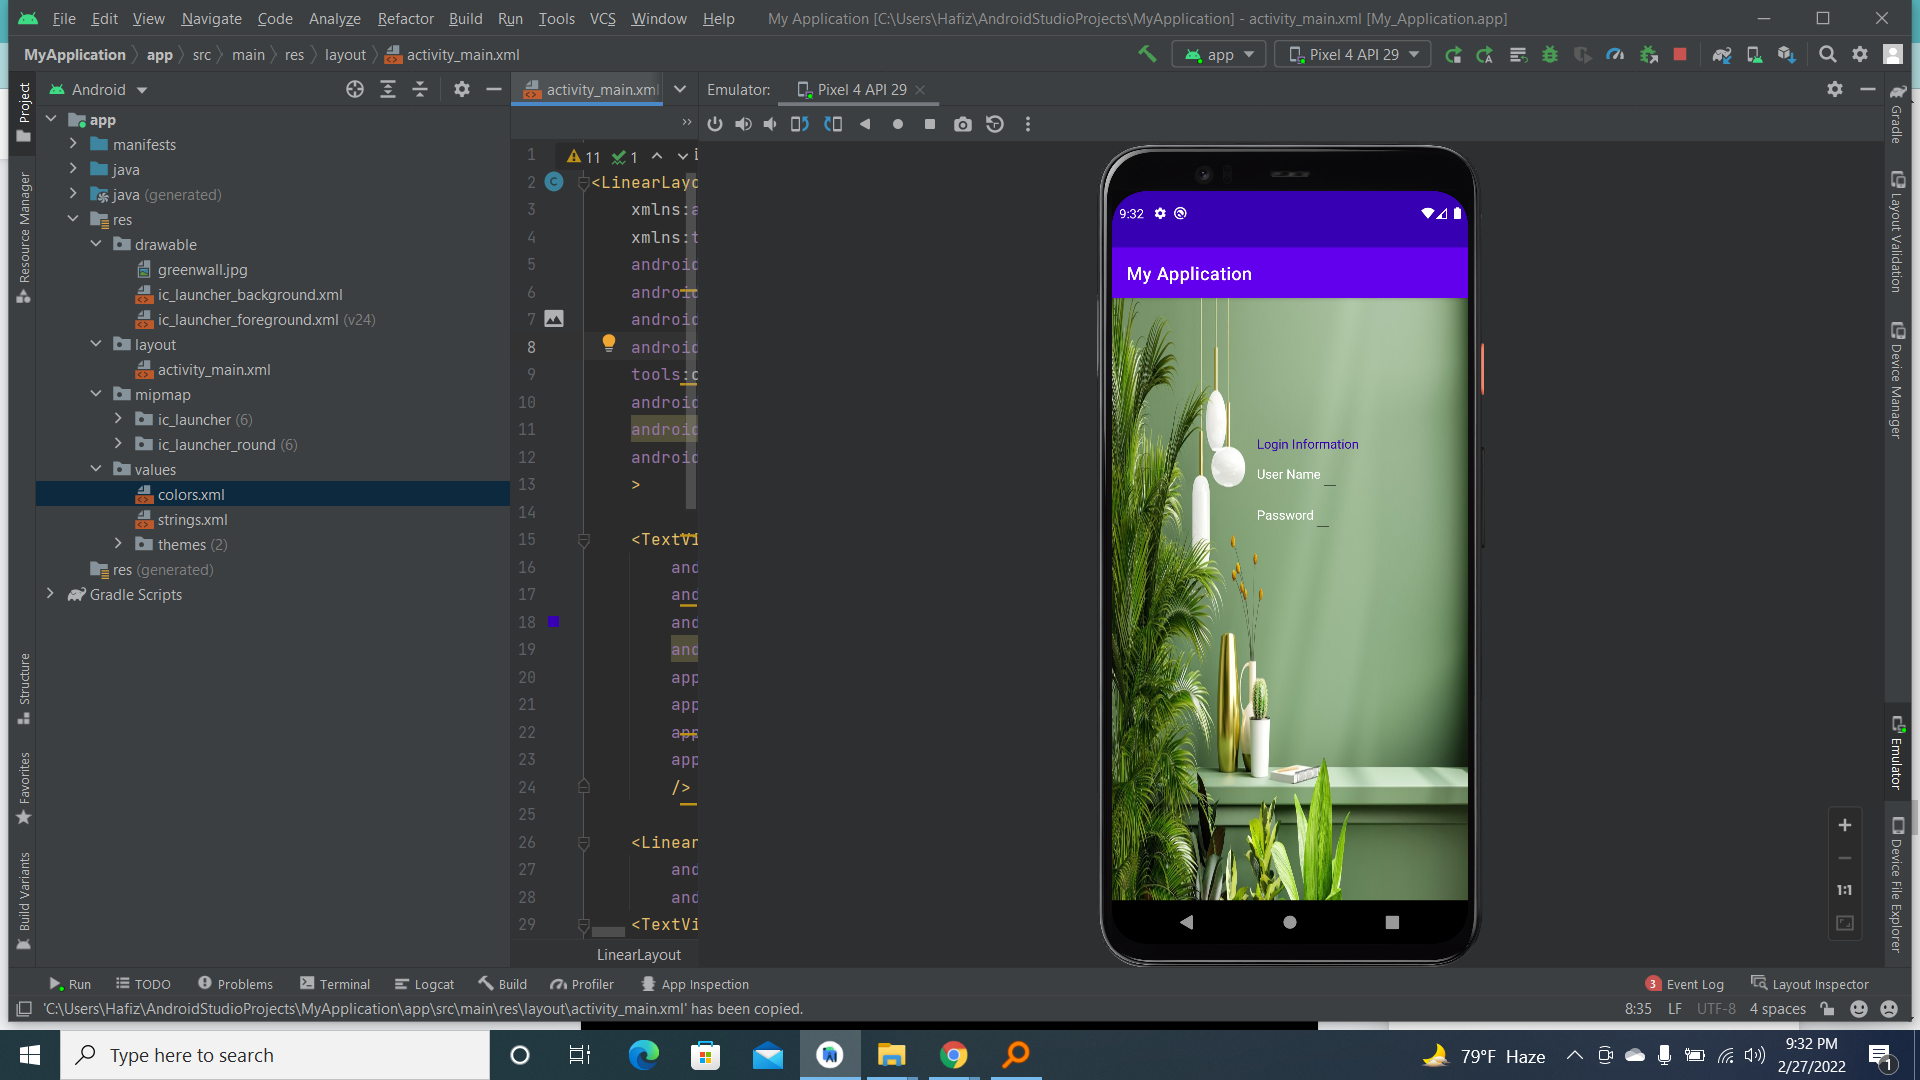 File Edit View Navigate Code Analyze Refactor Build Run Tools VCS Window Help My Application [C:\Users\Hafiz\AndroidStudioProjects\MyApplication] - activity_main.xml [My_Application.app]
MyApplication app src main res layout activity_main.xml app Pixel 4 API 29
Project
Resource Manager
Structure
Favorites
Build Variants
Android
app
manifests
java
java (generated)
res
drawable
greenwall.jpg
ic_launcher_background.xml
ic_launcher_foreground.xml (v24)
layout
activity_main.xml
mipmap
ic_launcher (6)
ic_launcher_round (6)
values
colors.xml
strings.xml
themes (2)
res (generated)
Gradle Scripts
activity_main.xml
11 1
1
2 <LinearLayo
3 xmlns:a
4 xmlns:t
5 android
6 android
7 android
8 android
9 tools:c
10 android
11 android
12 android
13 >
14
15 <TextVi
16 and
17 and
18 and
19 and
20 app
21 app
22 app
23 app
24 />
25
26 <Linear
27 and
28 and
29 <TextVi
LinearLayout
Emulator: Pixel 4 API 29
9:32
My Application
Login Information
User Name
Password
1:1
Gradle
Layout Validation
Device Manager
Emulator
Device File Explorer
Run TODO Problems Terminal Logcat Build Profiler App Inspection 3 Event Log Layout Inspector
'C:\Users\Hafiz\AndroidStudioProjects\MyApplication\app\src\main\res\layout\activity_main.xml' has been copied. 8:35 LF UTF-8 4 spaces
Type here to search
79°F Haze
9:32 PM
2/27/2022
1